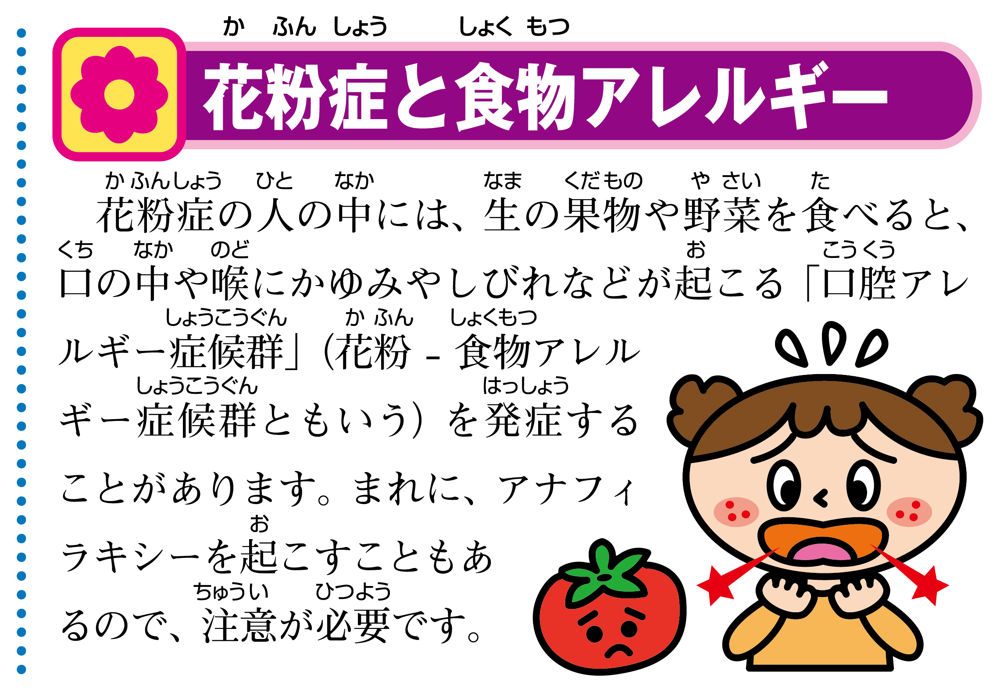 か ふん しょう しょく もつ
花粉症と食物アレルギー
か ふん しょう ひと なか なま くだ もの や さい た
花粉症の人の中には、生の果物や野菜を食べると、
くち なか のど お こう くう
口の中や喉にかゆみやしびれなどが起こる「口腔アレ
しょうこうぐん か ふん しょくもつ
ルギー症候群」（花粉 - 食物アレル
しょうこうぐん はっしょう
ギー症候群ともいう）を発症する
ことがあります。まれに、アナフィ
お
ラキシーを起こすこともあ
ちゅう い ひつ よう
るので、注意が必要です。